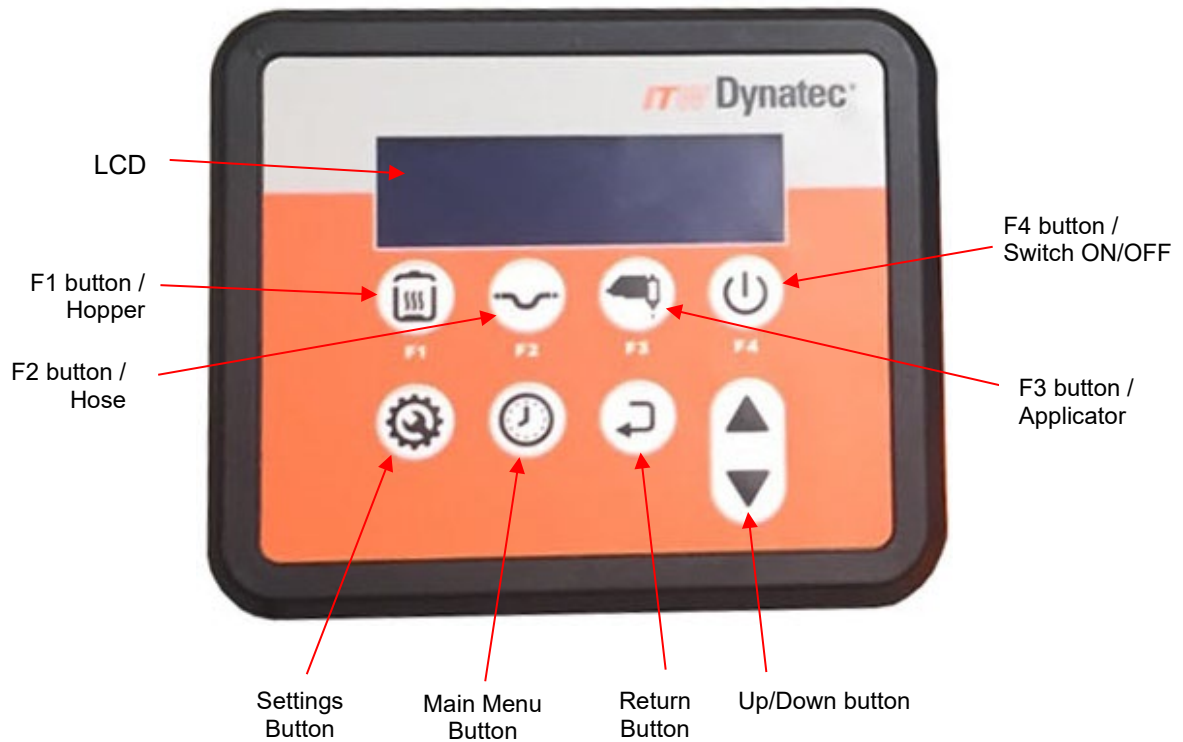 ITW Dynatec
LCD
F4 button /
Switch ON/OFF
F1 button /
Hopper
F1 F2 F3 F4
F2 button /
Hose
F3 button /
Applicator
Settings
Button
Main Menu
Button
Return
Button
Up/Down button